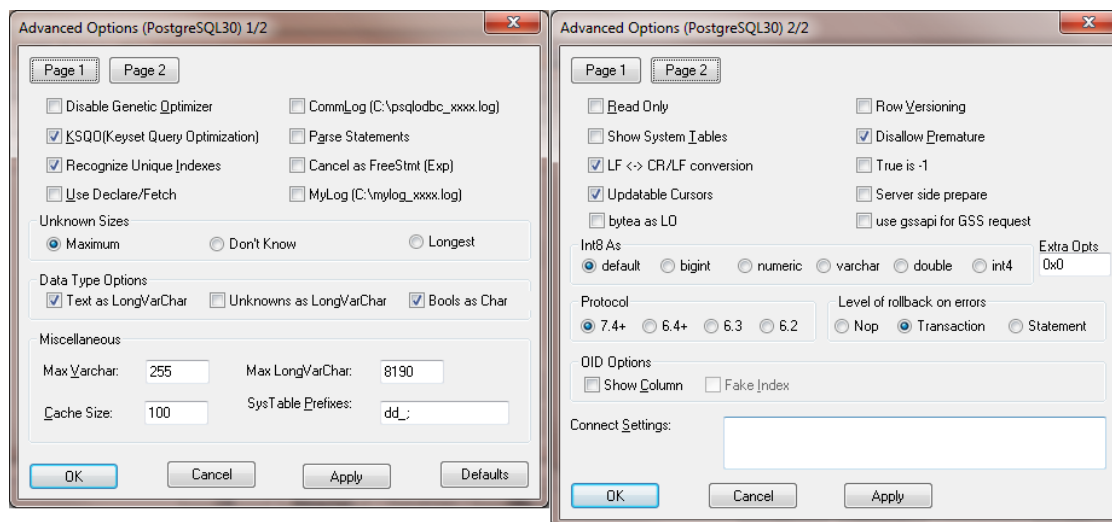 Advanced Options (PostgreSQL30) 1/2
Page 1 Page 2
Disable Genetic Optimizer CommLog (C:\psqlodbc_xxxx.log)
KSQO(Keyset Query Optimization) Parse Statements
Recognize Unique Indexes Cancel as FreeStmt (Exp)
Use Declare/Fetch MyLog (C:\mylog_xxxx.log)
Unknown Sizes
Maximum Don't Know Longest
Data Type Options
Text as LongVarChar Unknowns as LongVarChar Bools as Char
Miscellaneous
Max Varchar: 255 Max LongVarChar: 8190
Cache Size: 100 SysTable Prefixes: dd_;
OK Cancel Apply Defaults
Advanced Options (PostgreSQL30) 2/2
Page 1 Page 2
Read Only Row Versioning
Show System Tables Disallow Premature
LF <-> CR/LF conversion True is -1
Updatable Cursors Server side prepare
bytea as LO use gssapi for GSS request
Int8 As Extra Opts
default bigint numeric varchar double int4 0x0
Protocol Level of rollback on errors
7.4+ 6.4+ 6.3 6.2 Nop Transaction Statement
OID Options
Show Column Fake Index
Connect Settings:
OK Cancel Apply